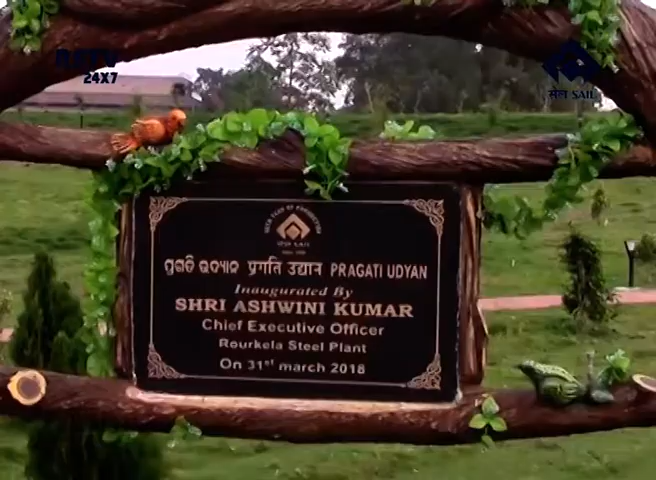 24X7
सेल SAIL
ପ୍ରଗତି ଉଦ୍ୟାନ प्रगति उद्यान PRAGATI UDYAN
Inaugurated By
SHRI ASHWINI KUMAR
Chief Executive Officer
Rourkela Steel Plant
On 31st march 2018